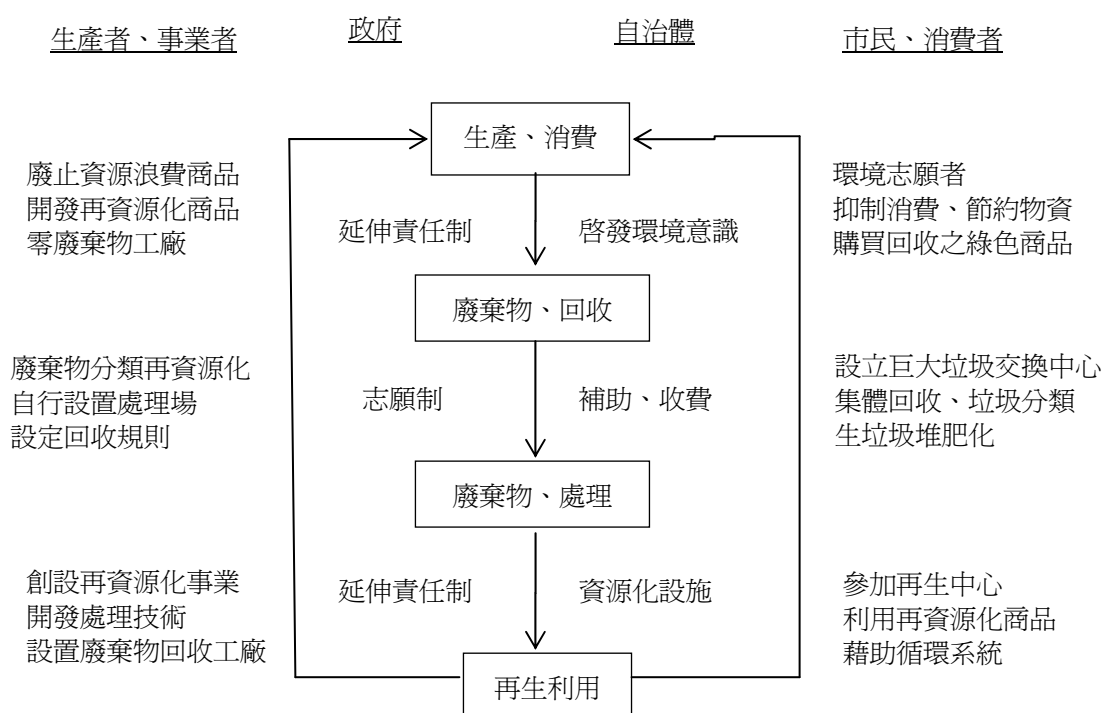 生產者、事業者 政府 自治體 市民、消費者
生產、消費
廢止資源浪費商品
開發再資源化商品
零廢棄物工廠
延伸責任制 啓發環境意識
環境志願者
抑制消費、節約物資
購買回收之綠色商品
廢棄物、回收
廢棄物分類再資源化
自行設置處理場
設定回收規則
志願制 補助、收費
設立巨大垃圾交換中心
集體回收、垃圾分類
生垃圾堆肥化
廢棄物、處理
創設再資源化事業
開發處理技術
設置廢棄物回收工廠
延伸責任制 資源化設施
參加再生中心
利用再資源化商品
藉助循環系統
再生利用